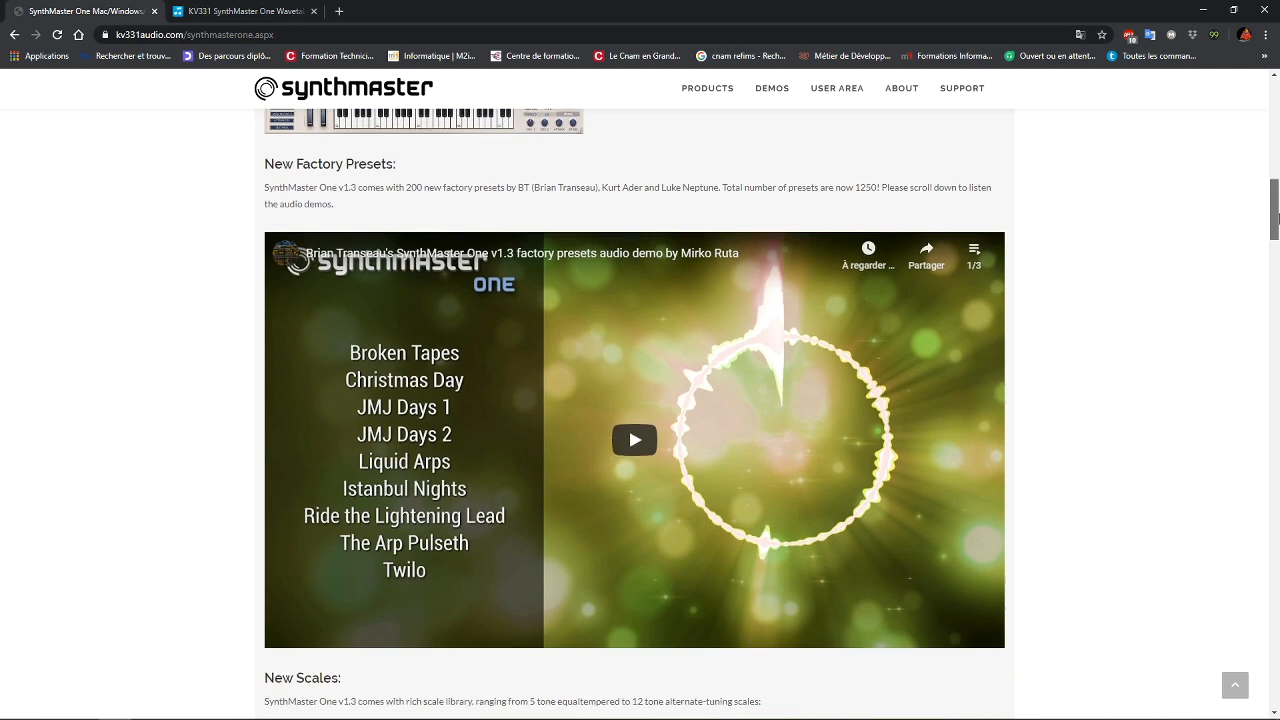 SynthMaster One Mac/Windows/
KV331 SynthMaster One Wavetab
kv331audio.com/synthmasterone.aspx
Applications
Rechercher et trouv...
Des parcours diplô...
Formation Technici...
Informatique | M2i...
Centre de formatio...
Le Cnam en Grand...
cnam refims - Rech...
Métier de Développ...
Formations Inform...
Ouvert ou en attent...
Toutes les comman...
synthmaster
PRODUCTS
DEMOS
USER AREA
ABOUT
SUPPORT
New Factory Presets:
SynthMaster One v1.3 comes with 200 new factory presets by BT (Brian Transeau), Kurt Ader and Luke Neptune. Total number of presets are now 1250! Please scroll down to listen
the audio demos.
Brian Transeau's SynthMaster One v1.3 factory presets audio demo by Mirko Ruta
synthmaster
ONE
À regarder ...
Partager
1/3
Broken Tapes
Christmas Day
JMJ Days 1
JMJ Days 2
Liquid Arps
Istanbul Nights
Ride the Lightening Lead
The Arp Pulseth
Twilo
New Scales:
SynthMaster One v1.3 comes with rich scale library, ranging from 5 tone equaltempered to 12 tone alternate-tuning scales: